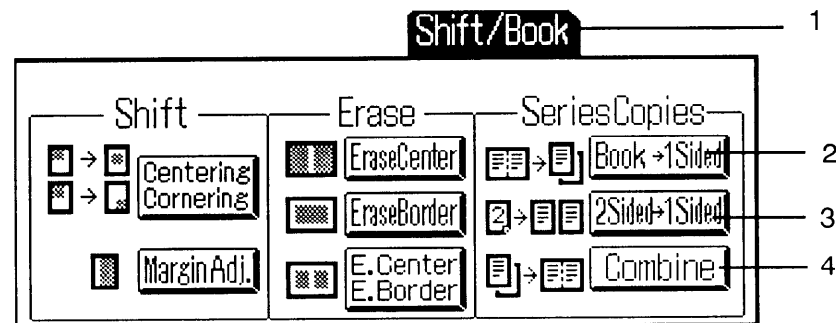 Shift/Book 1
Shift Erase SeriesCopies
Centering
Cornering
EraseCenter
Book→1Sided 2
EraseBorder
2 2Sided→1Sided 3
MarginAdj.
E.Center
E.Border
Combine 4